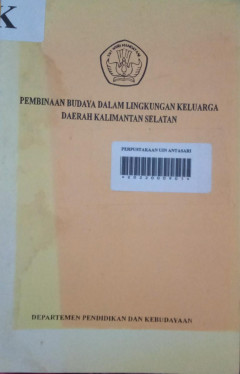 K
PEMBINAAN BUDAYA DALAM LINGKUNGAN KELUARGA
DAERAH KALIMANTAN SELATAN
PERPUSTAKAAN UIN ANTASARI
DEPARTEMEN PENDIDIKAN DAN KEBUDAYAAN